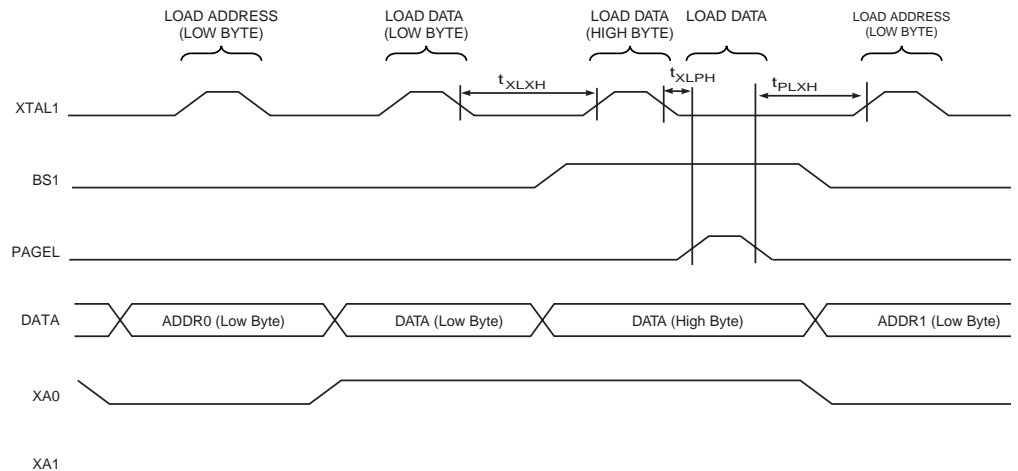 LOAD ADDRESS
(LOW BYTE)
LOAD DATA
(LOW BYTE)
LOAD DATA
(HIGH BYTE)
LOAD DATA
LOAD ADDRESS
(LOW BYTE)
tXLXH
tXLPH
tPLXH
XTAL1
BS1
PAGEL
DATA
ADDR0 (Low Byte)
DATA (Low Byte)
DATA (High Byte)
ADDR1 (Low Byte)
XA0
XA1